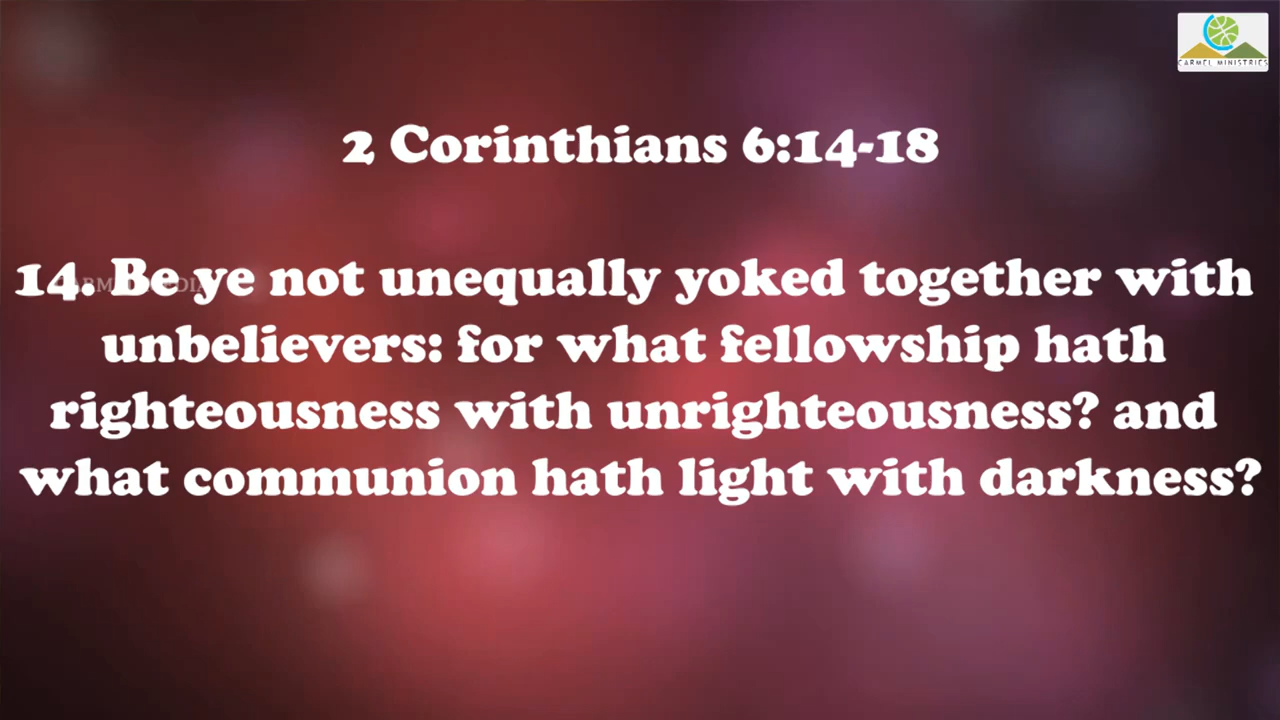 CARMEL MINISTRIES
2 Corinthians 6:14-18
14. Be ye not unequally yoked together with
unbelievers: for what fellowship hath
righteousness with unrighteousness? and
what communion hath light with darkness?